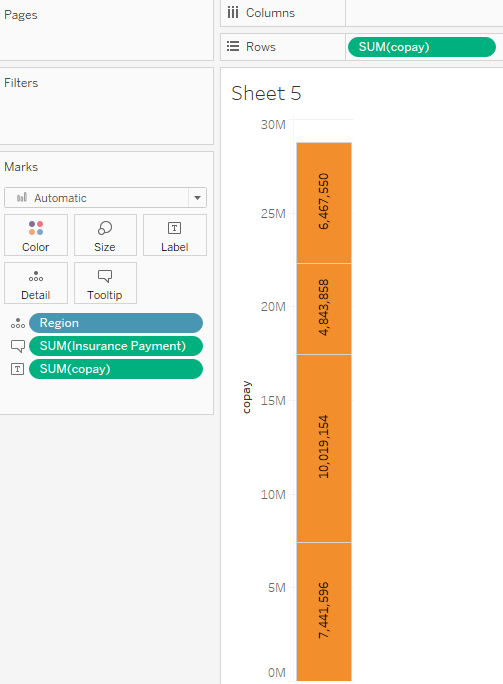 Pages
Columns
Rows
SUM(copay)
Filters
Marks
Automatic
Color
Size
Label
Detail
Tooltip
Region
SUM(Insurance Payment)
SUM(copay)
Sheet 5
30M
25M
20M
15M
10M
5M
0M
copay
6,467,550
4,843,858
10,019,154
7,441,596